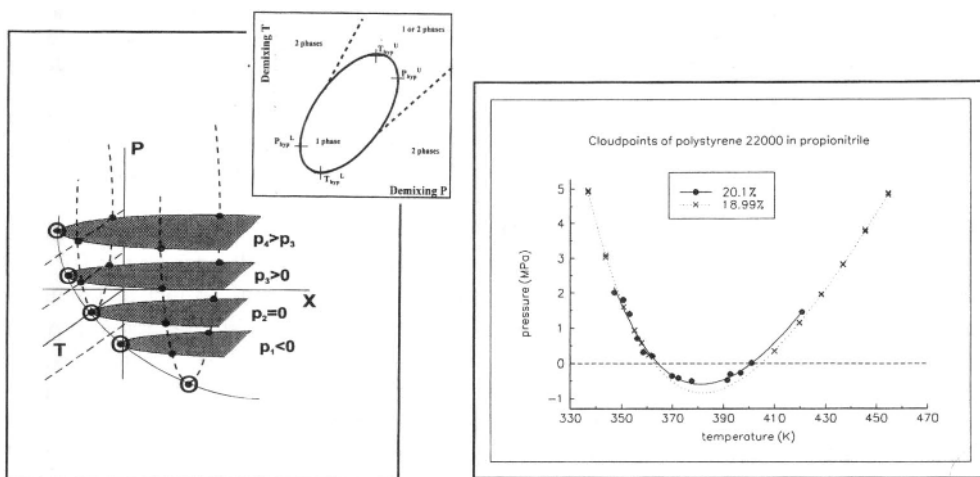 Demixing T
2 phases
1 or 2 phases
T_hyp^U
P_hyp^U
P_hyp^L
1 phase
T_hyp^L
2 phases
Demixing P
P
p₄>p₃
p₃>0
X
p₂=0
T
p₁<0
Cloudpoints of polystyrene 22000 in propionitrile
20.1%
18.99%
pressure (MPa)
5
4
3
2
1
0
−1
330 350 370 390 410 430 450 470
temperature (K)